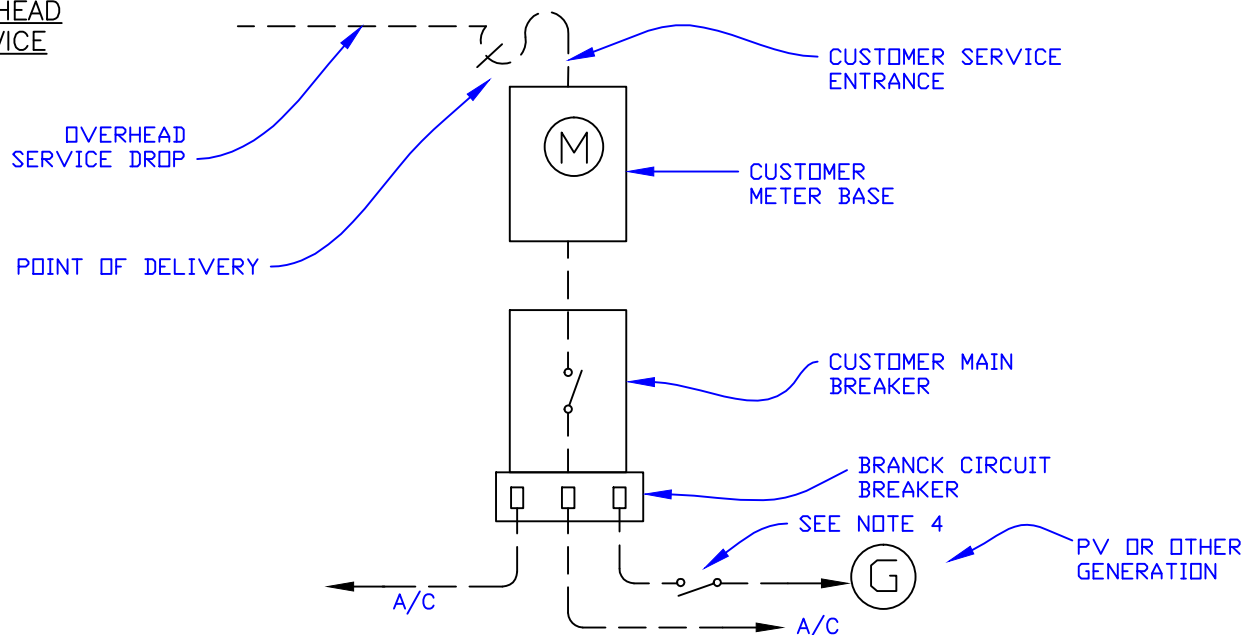 HEAD
VICE
CUSTOMER SERVICE
ENTRANCE
OVERHEAD
SERVICE DROP
M
CUSTOMER
METER BASE
POINT OF DELIVERY
CUSTOMER MAIN
BREAKER
BRANCK CIRCUIT
BREAKER
SEE NOTE 4
PV OR OTHER
GENERATION
G
A/C
A/C